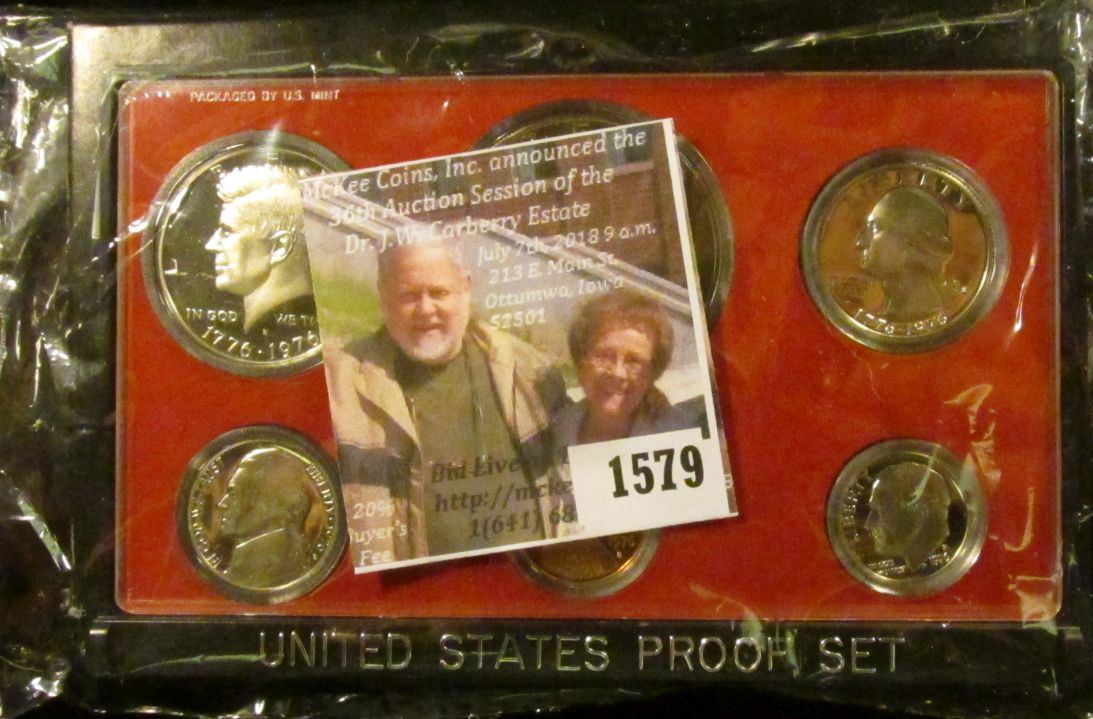 PACKAGED BY U.S. MINT
McKee Coins, Inc. announced the
36th Auction Session of the
Dr. J.W. Carberry Estate
July 7th, 2018 9 a.m.
213 E. Main St.
Ottumwa, Iowa
52501
IN GOD WE
1776-1976
LIBERTY
1776-1976
Bid Live
20%
http://mcke
1(641) 68
Buyer's
Fee
1579
LIBERTY
UNITED STATES PROOF SET